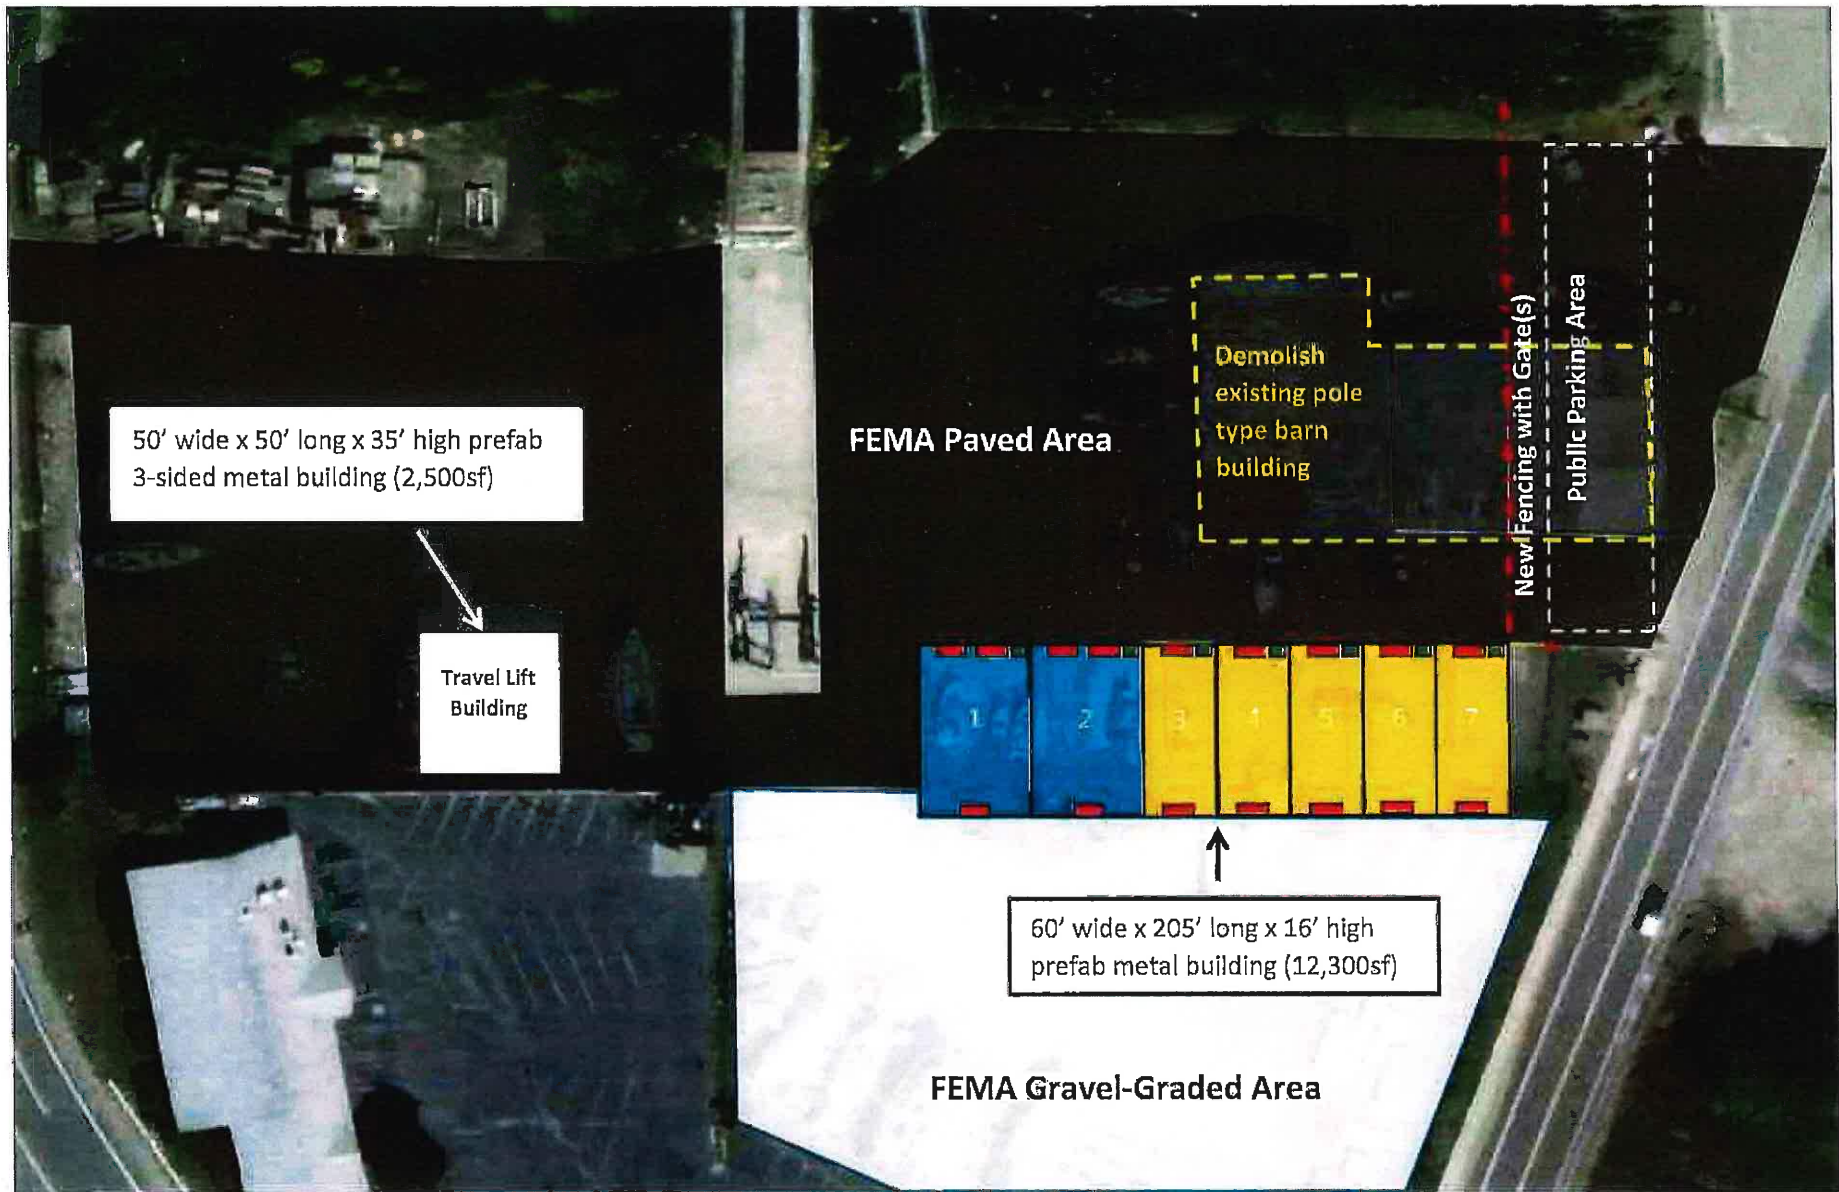 50' wide x 50' long x 35' high prefab
3-sided metal building (2,500sf)
FEMA Paved Area
Demolish
existing pole
type barn
building
New Fencing with Gate(s)
Public Parking Area
Travel Lift
Building
1
2
3
4
5
6
7
60' wide x 205' long x 16' high
prefab metal building (12,300sf)
FEMA Gravel-Graded Area